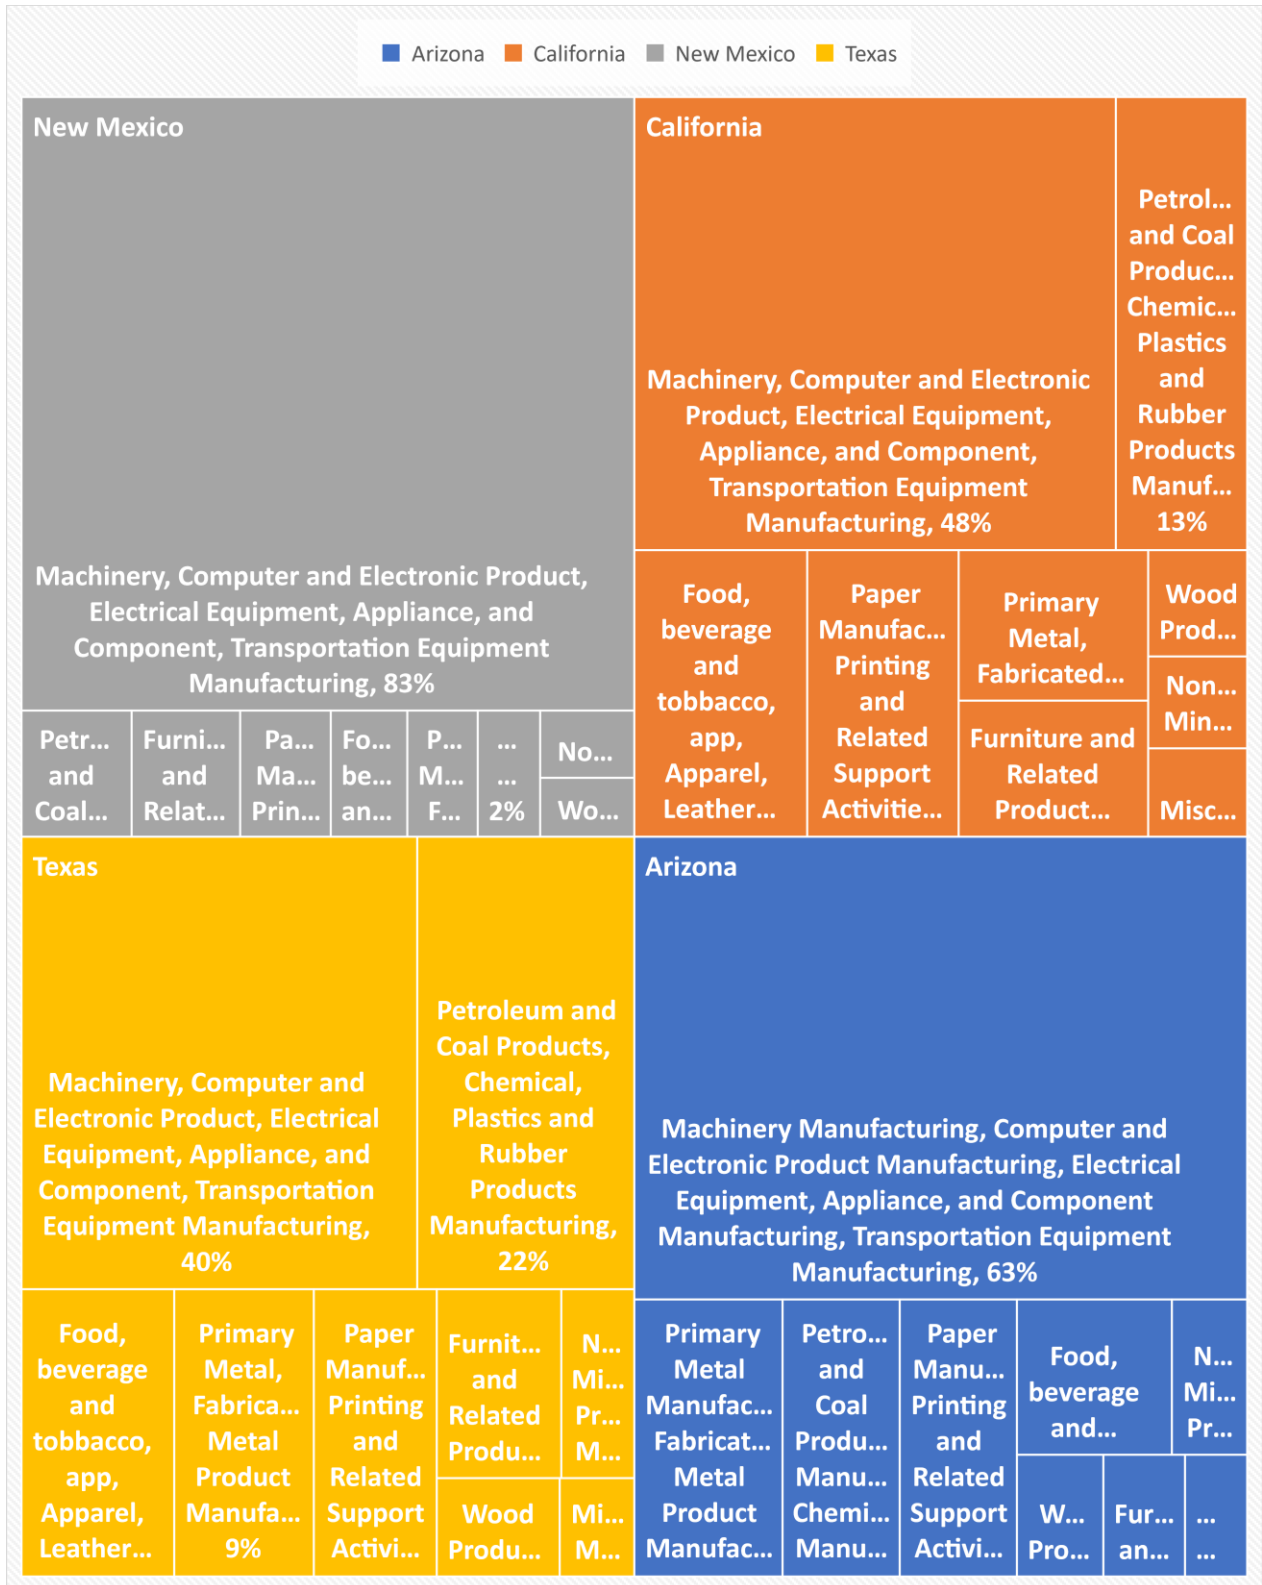 Arizona California New Mexico Texas
New Mexico
Machinery, Computer and Electronic Product,
Electrical Equipment, Appliance, and
Component, Transportation Equipment
Manufacturing, 83%
Petr...
and
Coal...
Furni...
and
Relat...
Pa...
Ma...
Prin...
Fo...
be...
an...
P...
M...
F...
...
...
2%
No...
Wo...
California
Machinery, Computer and Electronic
Product, Electrical Equipment,
Appliance, and Component,
Transportation Equipment
Manufacturing, 48%
Petrol...
and Coal
Produc...
Chemic...
Plastics
and
Rubber
Products
Manuf...
13%
Food,
beverage
and
tobbacco,
app,
Apparel,
Leather...
Paper
Manufac...
Printing
and
Related
Support
Activitie...
Primary
Metal,
Fabricated...
Furniture and
Related
Product...
Wood
Prod...
Non...
Min...
Misc...
Texas
Machinery, Computer and
Electronic Product, Electrical
Equipment, Appliance, and
Component, Transportation
Equipment Manufacturing,
40%
Petroleum and
Coal Products,
Chemical,
Plastics and
Rubber
Products
Manufacturing,
22%
Food,
beverage
and
tobbacco,
app,
Apparel,
Leather...
Primary
Metal,
Fabrica...
Metal
Product
Manufa...
9%
Paper
Manuf...
Printing
and
Related
Support
Activi...
Furnit...
and
Related
Produ...
Wood
Produ...
N...
Mi...
Pr...
M...
Mi...
M...
Arizona
Machinery Manufacturing, Computer and
Electronic Product Manufacturing, Electrical
Equipment, Appliance, and Component
Manufacturing, Transportation Equipment
Manufacturing, 63%
Primary
Metal
Manufac...
Fabricat...
Metal
Product
Manufac...
Petro...
and
Coal
Produ...
Manu...
Chemi...
Manu...
Paper
Manu...
Printing
and
Related
Support
Activi...
Food,
beverage
and...
N...
Mi...
Pr...
W...
Pro...
Fur...
an...
...
...